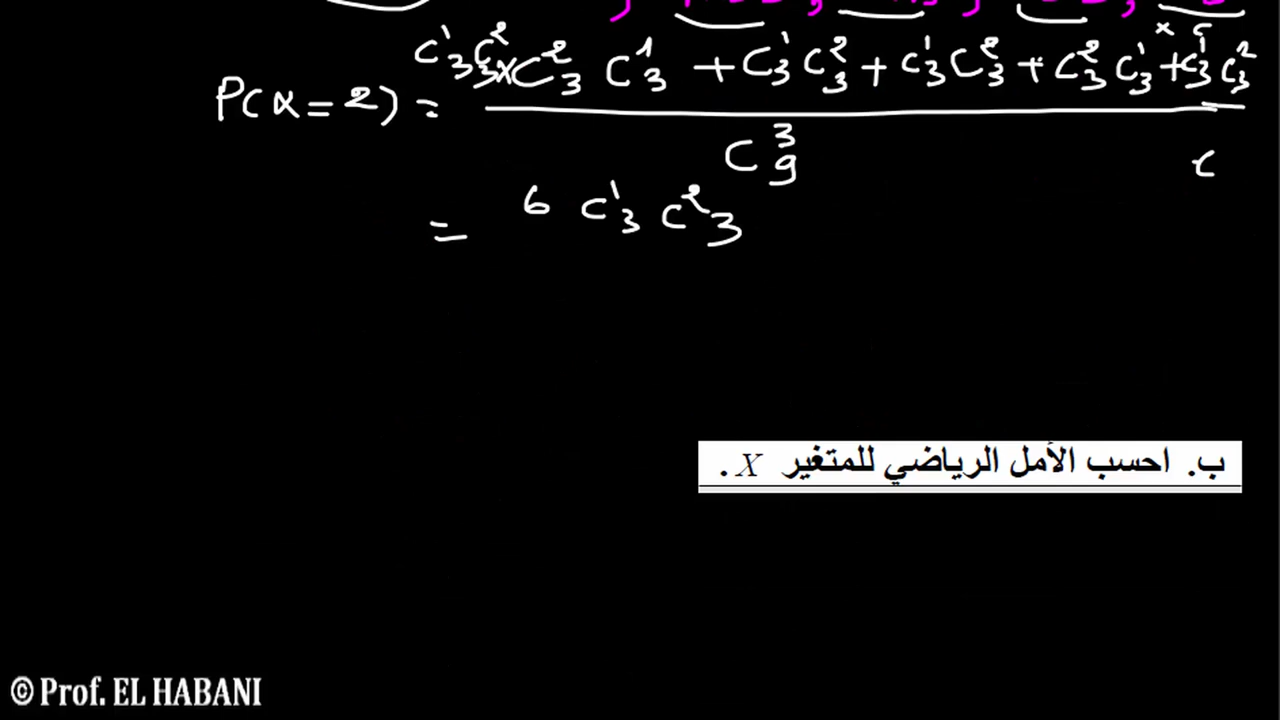 P(X=2) = C¹₃C²₃ x C²₃ C¹₃ + C¹₃ C²₃ + C¹₃ C²₃ + C²₃ C¹₃ + C¹₃ C²₃
C³₉
= 6 C¹₃ C²₃
ب. احسب الأمل الرياضي للمتغير X.
© Prof. EL HABANI